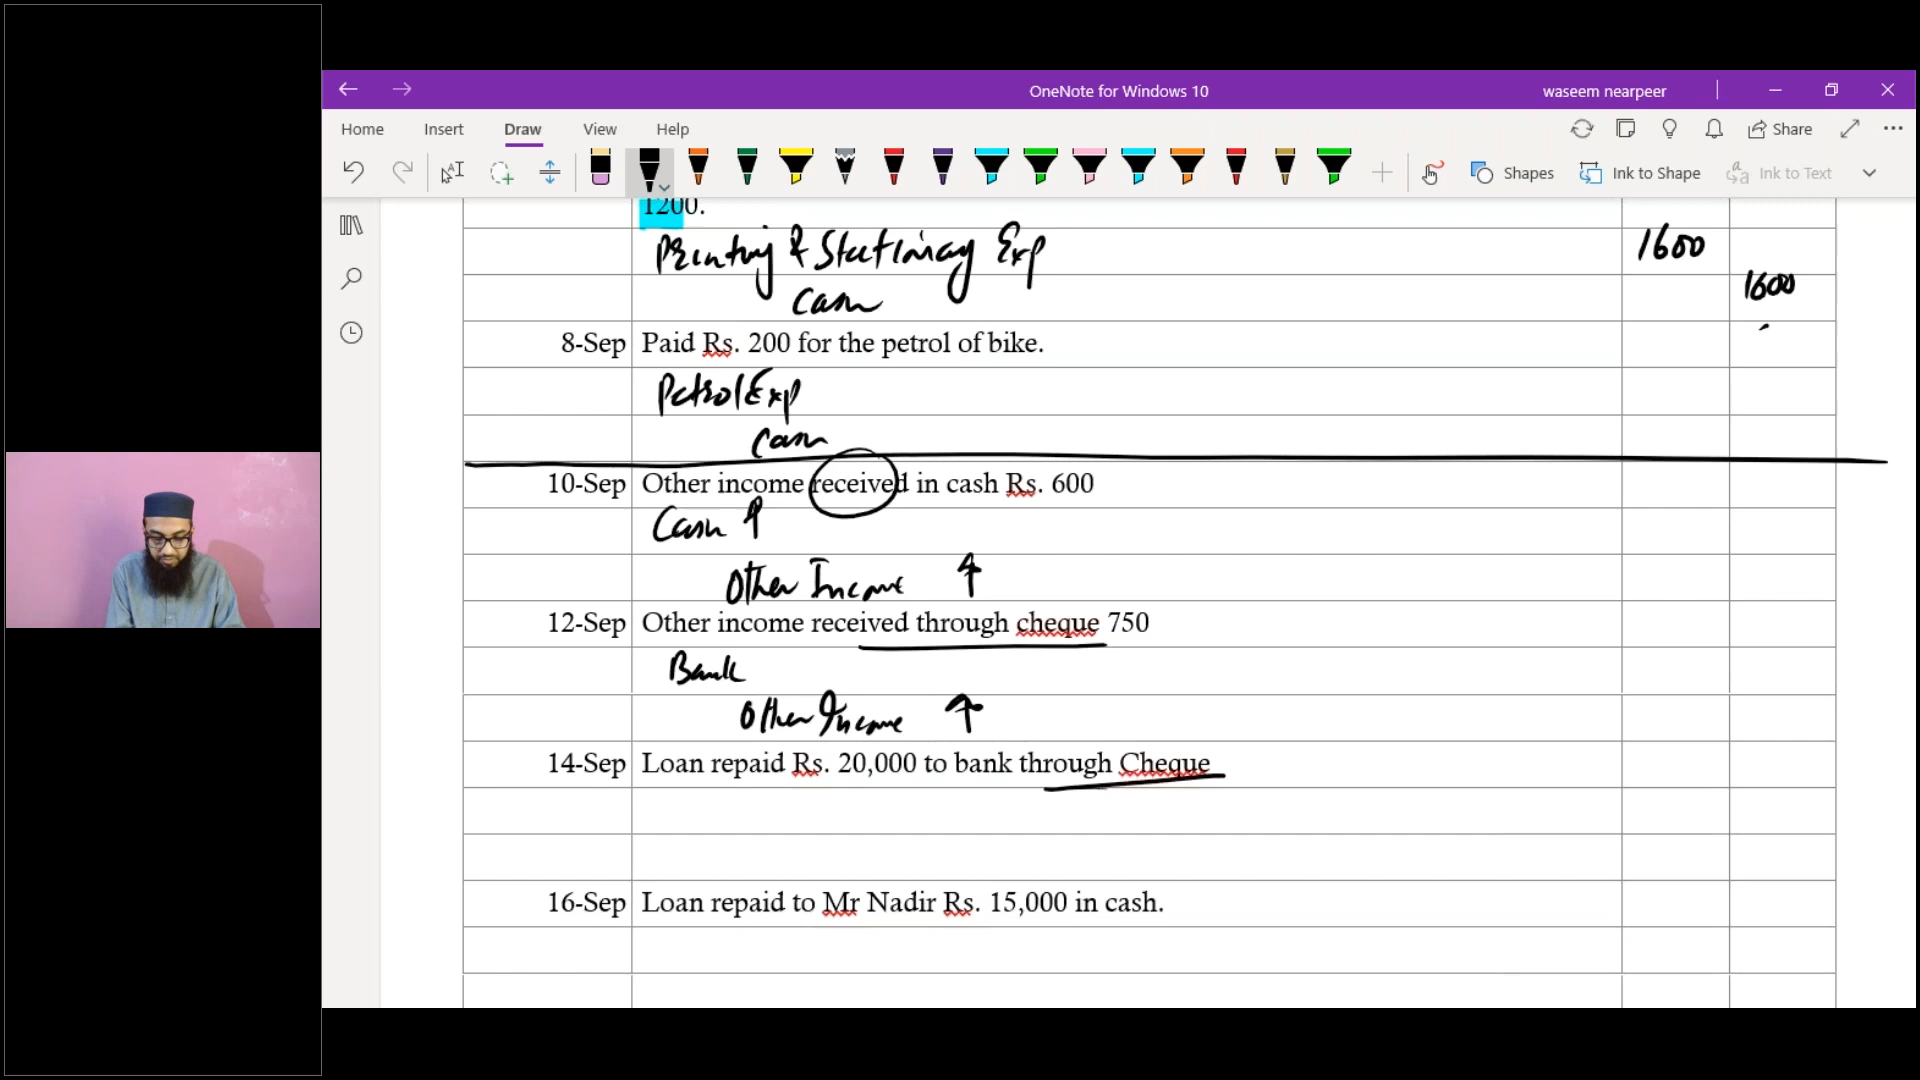 OneNote for Windows 10
waseem nearpeer
Home Insert Draw View Help
Share
Shapes Ink to Shape Ink to Text
1200.
Printing & Stationary Exp 1600
Cash 1600
8-Sep Paid Rs. 200 for the petrol of bike.
Petrol Exp
Cash
10-Sep Other income received in cash Rs. 600
Cash ↑
Other Income ↑
12-Sep Other income received through cheque 750
Bank
Other Income ↑
14-Sep Loan repaid Rs. 20,000 to bank through Cheque
16-Sep Loan repaid to Mr Nadir Rs. 15,000 in cash.